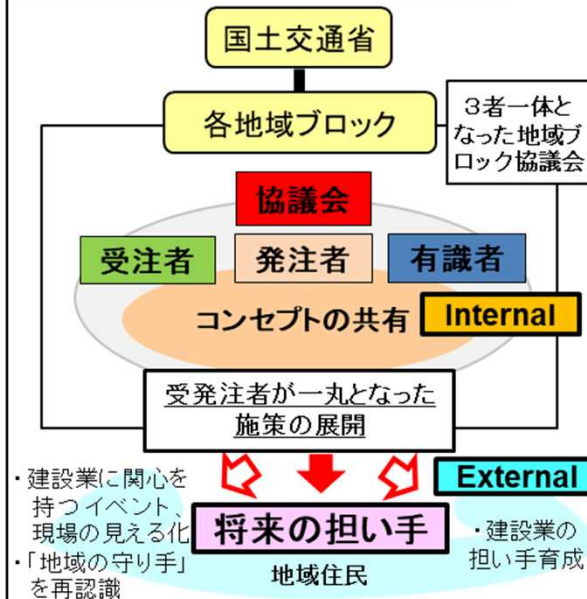 国土交通省
各地域ブロック
3者一体と
なった地域ブ
ロック協議会
協議会
受注者
発注者
有識者
コンセプトの共有
Internal
受発注者が一丸となった
施策の展開
External
・建設業に関心を
持つイベント、
現場の見える化
・「地域の守り手」
を再認識
将来の担い手
地域住民
・建設業の
担い手育成